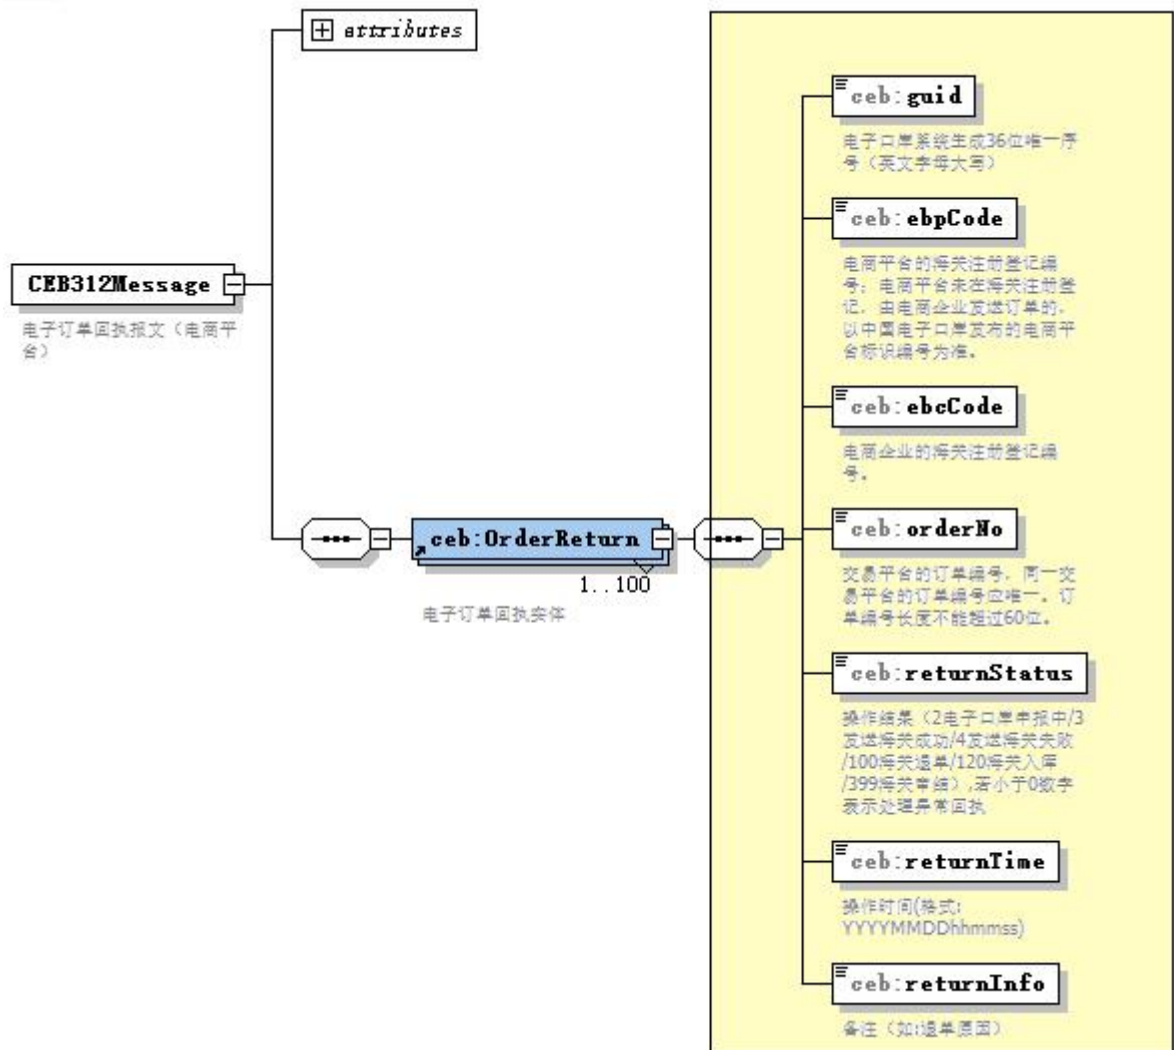 attributes
CEB312Message
电子订单回执报文（电商平
台）
ceb:OrderReturn
1..100
电子订单回执实体
ceb:guid
电子口岸系统生成36位唯一序
号（英文字母大写）
ceb:ebpCode
电商平台的海关注册登记编
号；电商平台未在海关注册登
记，由电商企业发送订单的，
以中国电子口岸发布的电商平
台标识编号为准。
ceb:ebcCode
电商企业的海关注册登记编
号。
ceb:orderNo
交易平台的订单编号，同一交
易平台的订单编号应唯一。订
单编号长度不能超过60位。
ceb:returnStatus
操作结果（2电子口岸申报中/3
发送海关成功/4发送海关失败
/100海关退单/120海关入库
/399海关审结）,若小于0数字
表示处理异常回执
ceb:returnTime
操作时间(格式:
YYYYMMDDhhmmss)
ceb:returnInfo
备注（如:退单原因）